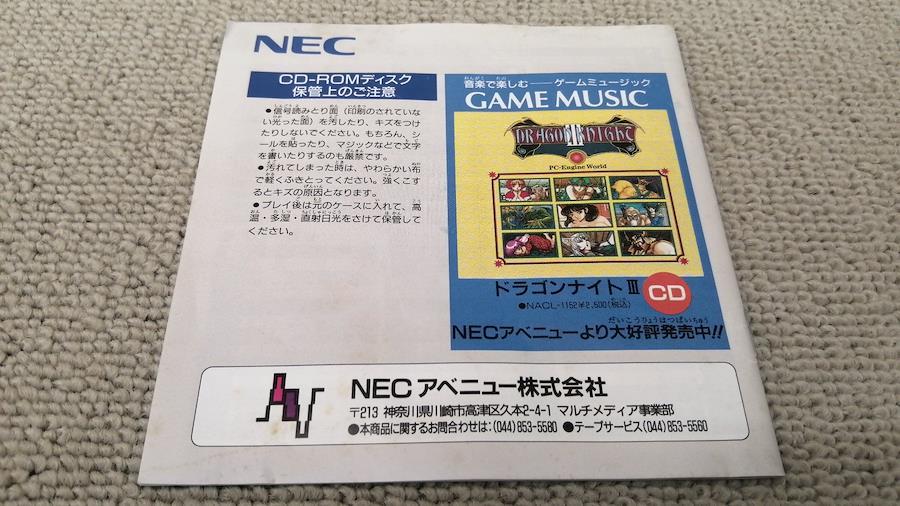 NEC
CD-ROMディスク
保管上のご注意
●信号読みとり面（印刷のされていな
い光った面）を汚したり、キズをつけ
たりしないでください。もちろん、シ
ールを貼ったり、マジックなどで文字
を書いたりするのも厳禁です。
●汚れてしまった時は、やわらかい布
で軽くふきとってください。強くこす
るとキズの原因となります。
●プレイ後は元のケースに入れて、高
温・多湿・直射日光をさけて保管して
ください。
音楽で楽しむ——ゲームミュージック
GAME MUSIC
DRAGON KNIGHT
PC-Engine World
ドラゴンナイトⅢ
CD
●NACL-1152¥2,500(税込)
だいこうひょうはつばいちゅう
NECアベニューより大好評発売中!!
NECアベニュー株式会社
〒213 神奈川県川崎市高津区久本2-4-1 マルチメディア事業部
●本商品に関するお問合わせは:(044)853-5580 ●テープサービス(044)853-5560